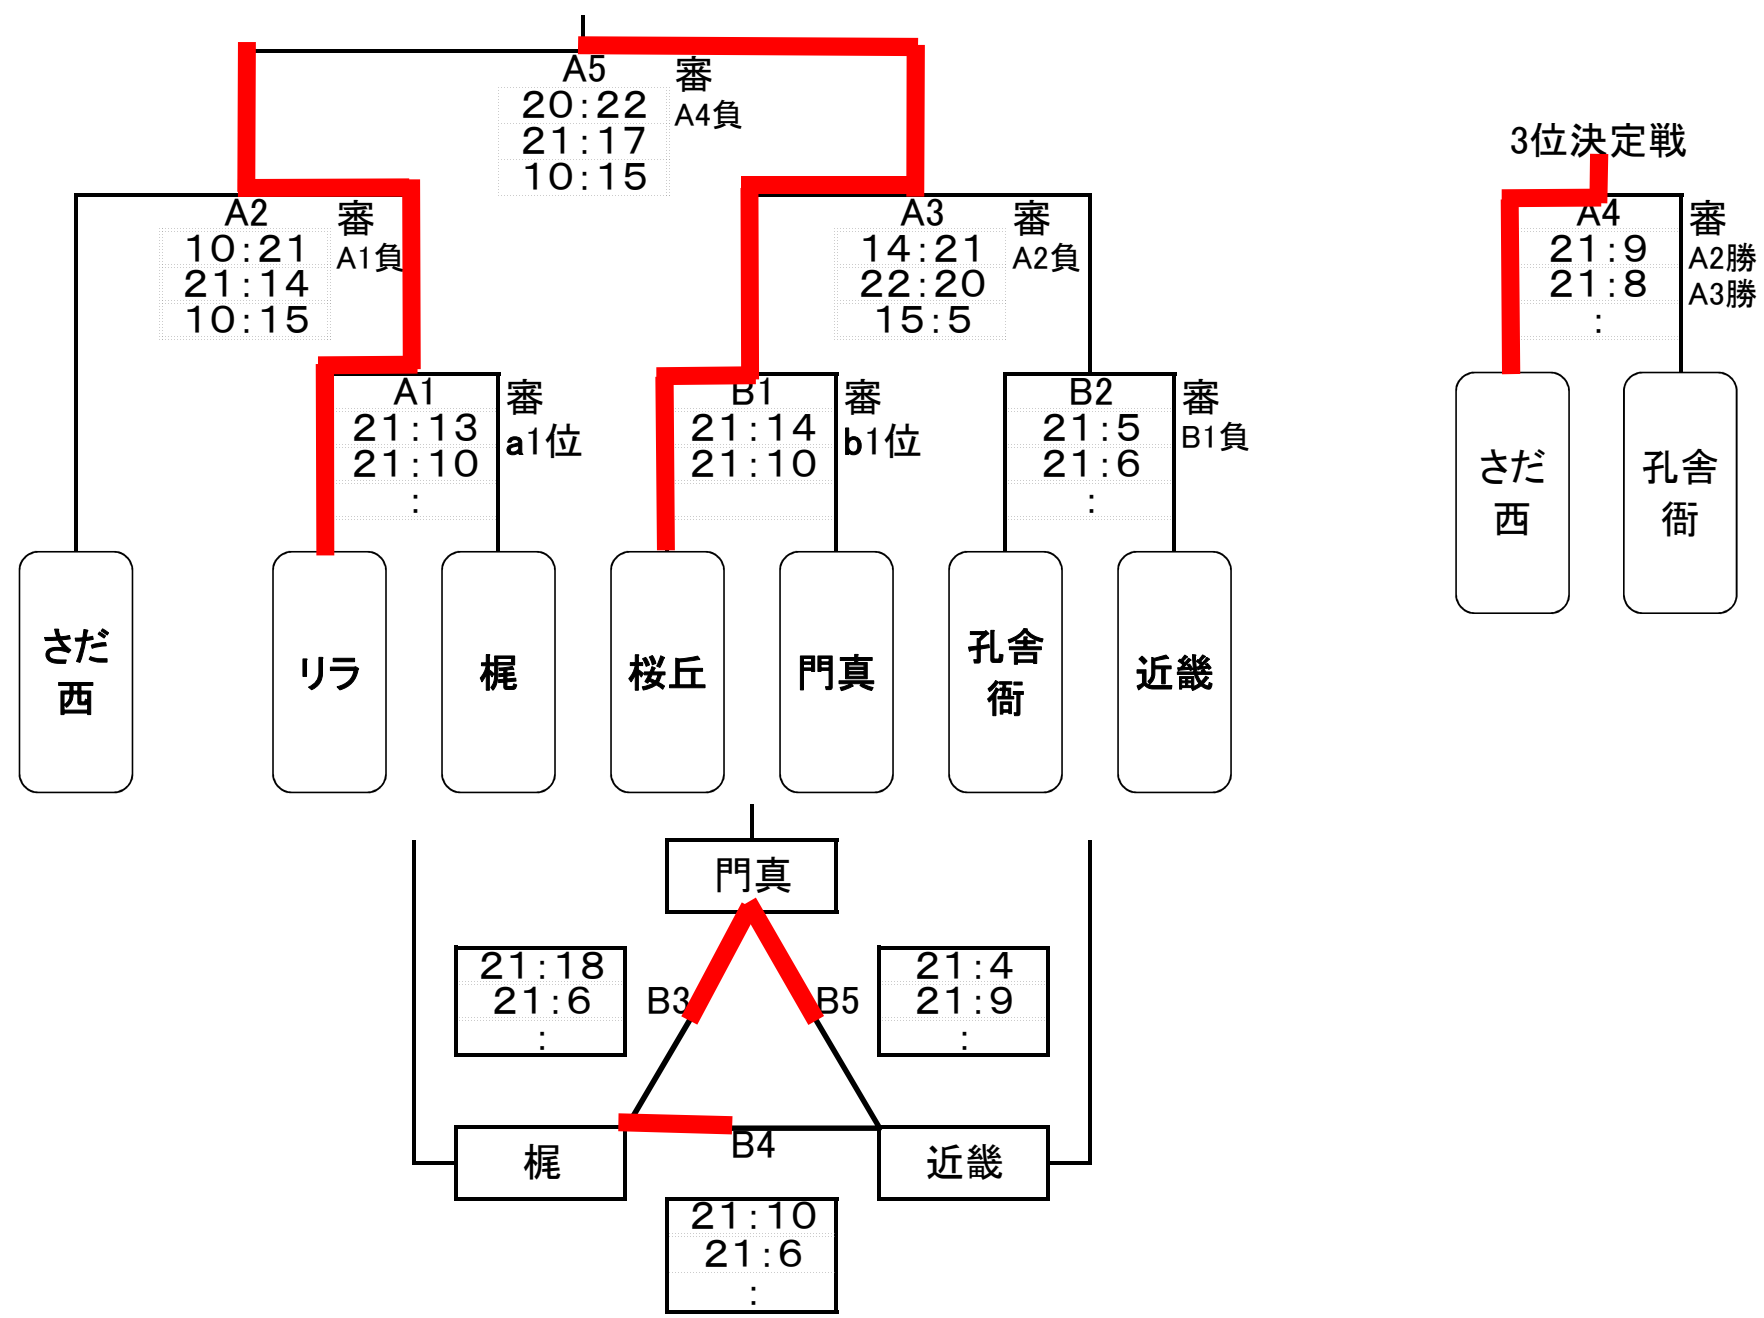 A5
審
20:22
A4負
21:17
10:15
3位決定戦
A2
審
10:21
A1負
21:14
10:15
A3
審
14:21
A2負
22:20
15:5
A4
審
21:9
A2勝
21:8
A3勝
:
A1
審
21:13
a1位
21:10
:
B1
審
21:14
b1位
21:10
B2
審
21:5
B1負
21:6
:
さだ
西
孔舎
衙
さだ
西
リラ
梶
桜丘
門真
孔舎
衙
近畿
門真
21:18
21:6
:
B3
B5
21:4
21:9
:
梶
B4
近畿
21:10
21:6
: